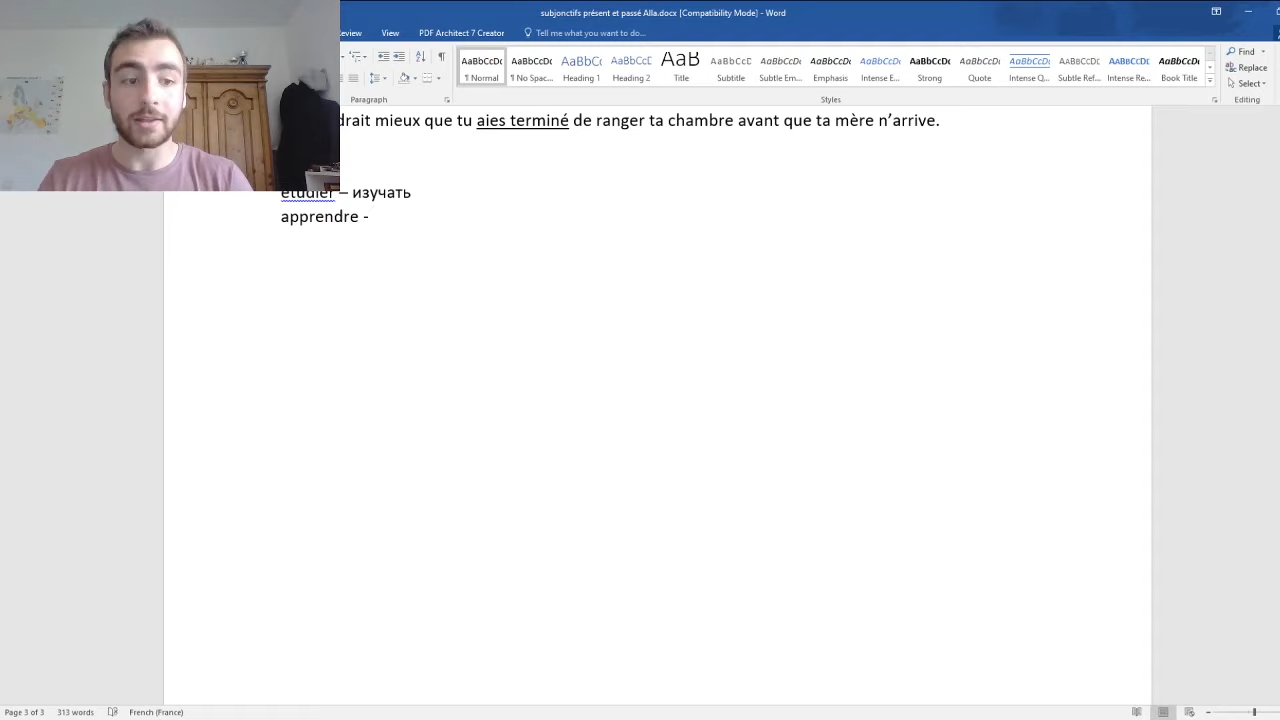 subjonctifs présent et passé Alla.docx [Compatibility Mode] - Word
View PDF Architect 7 Creator Tell me what you want to do...
Find
AaBbCcDc AaBbCcDc AaBbCc AaBbCcE AaB AaBbCcD AaBbCcDc AaBbCcDc AaBbCcDc AaBbCcDc AaBbCcDc AaBbCcDc AaBbCcDc AaBbCcDc AaBbCcDc
Replace
¶ Normal ¶ No Spac... Heading 1 Heading 2 Title Subtitle Subtle Em... Emphasis Intense E... Strong Quote Intense Q... Subtle Ref... Intense Re... Book Title
Select
Paragraph Styles Editing
drait mieux que tu aies terminé de ranger ta chambre avant que ta mère n’arrive.
étudier – изучать
apprendre -
Page 3 of 3 313 words French (France)